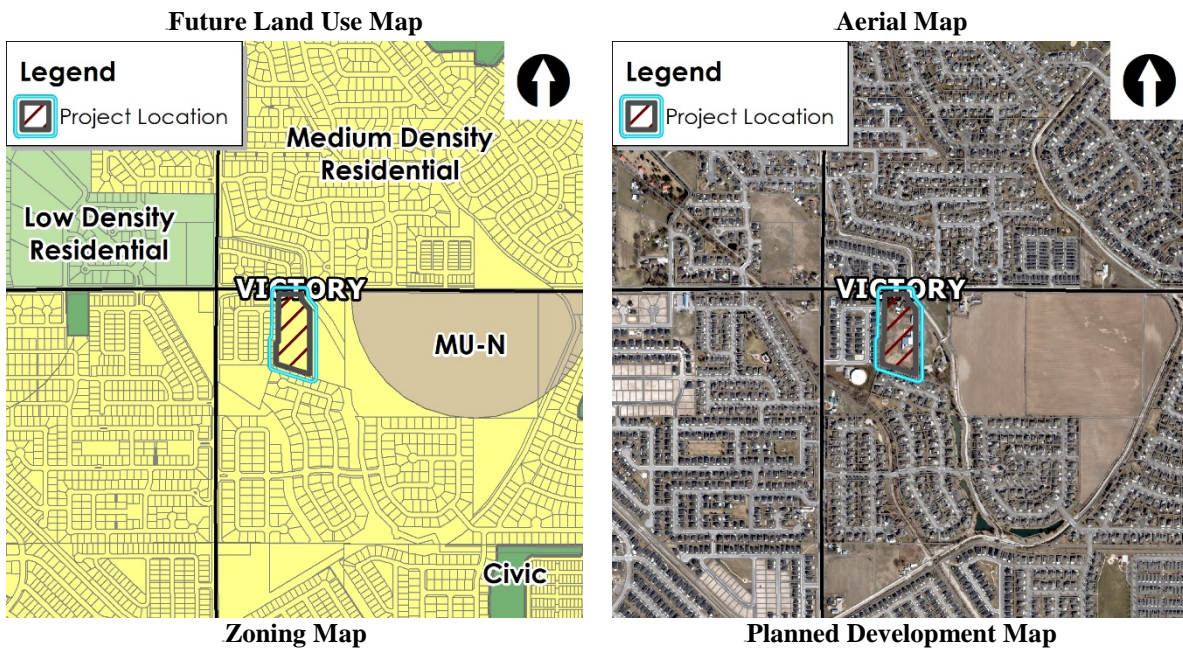 Future Land Use Map
Legend
Project Location
Medium Density
Residential
Low Density
Residential
VICTORY
MU-N
Civic
Aerial Map
Legend
Project Location
VICTORY
Zoning Map
Planned Development Map